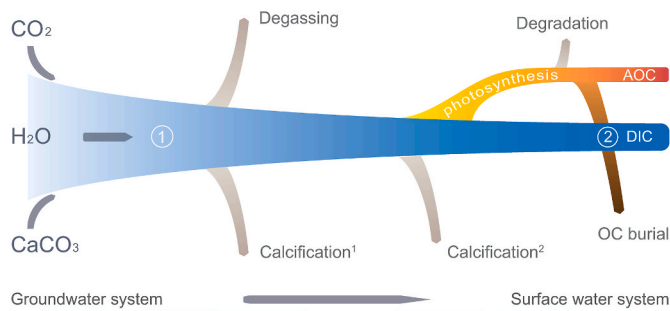 CO₂
Degassing
Degradation
photosynthesis
AOC
H₂O
1
2
DIC
CaCO₃
Calcification¹
Calcification²
OC burial
Groundwater system
Surface water system